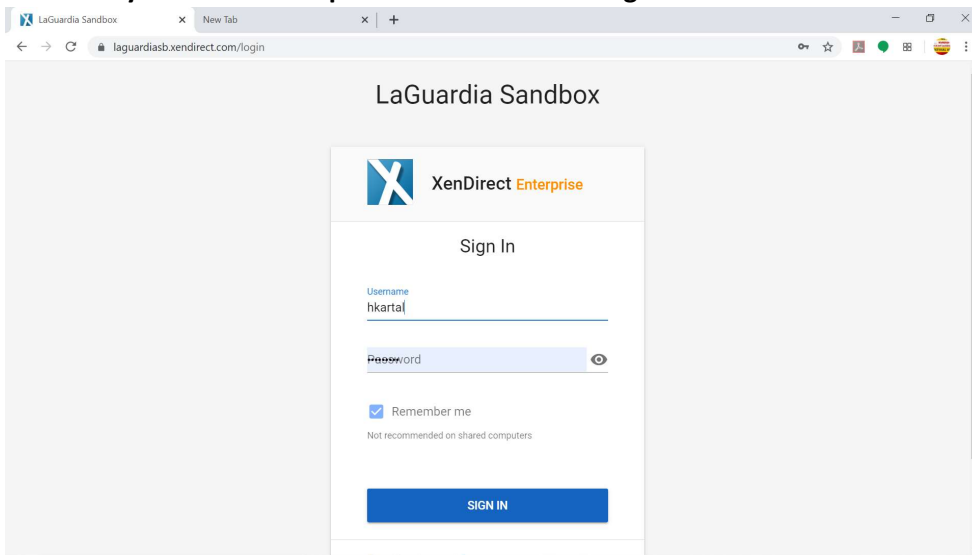 LaGuardia Sandbox
New Tab
laguardiasb.xendirect.com/login
LaGuardia Sandbox
XenDirect Enterprise
Sign In
Username
hkartal
Password
Remember me
Not recommended on shared computers
SIGN IN